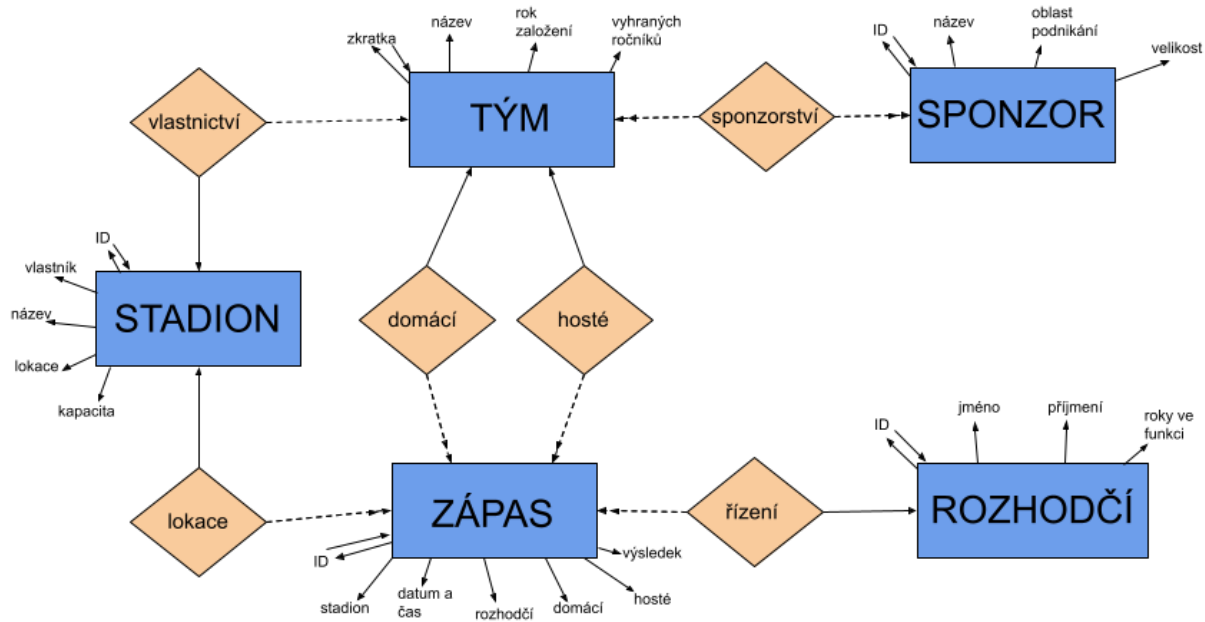 zkratka
název
rok
založení
vyhraných
ročníků
TÝM
vlastnictví
sponzorství
ID
název
oblast
podnikání
velikost
SPONZOR
ID
vlastník
název
lokace
kapacita
STADION
domácí
hosté
lokace
ZÁPAS
ID
stadion
datum a
čas
rozhodčí
domácí
hosté
výsledek
řízení
ID
jméno
příjmení
roky ve
funkci
ROZHODČÍ